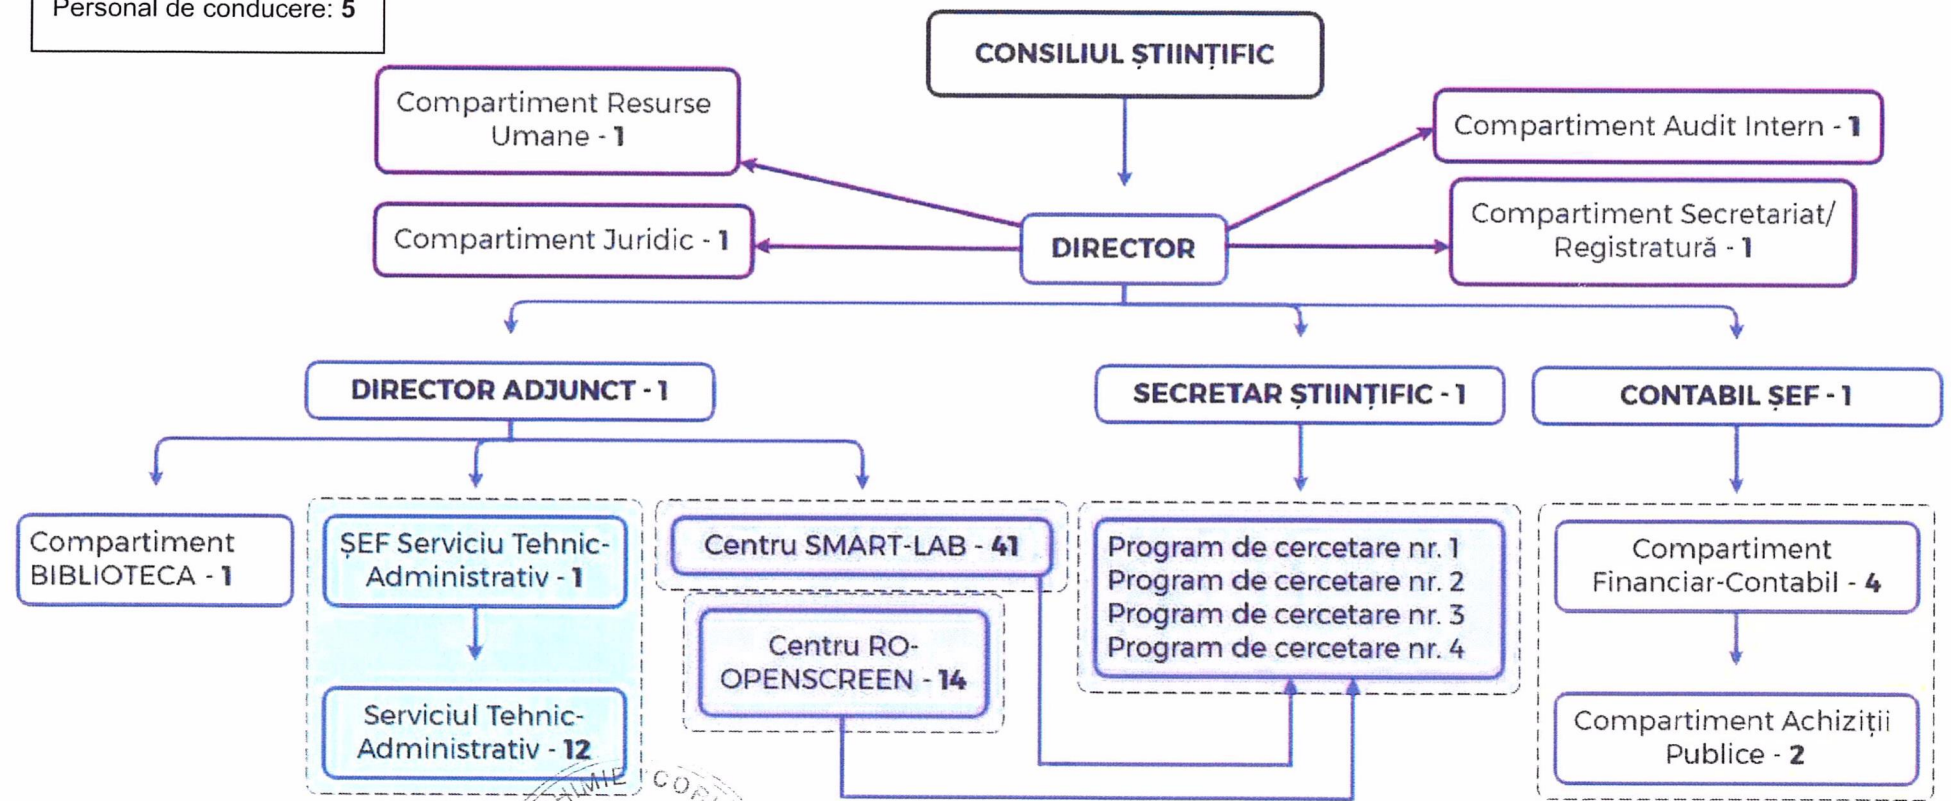 Personal de conducere: 5
CONSILIUL ȘTIINȚIFIC
Compartiment Resurse
Umane - 1
Compartiment Audit Intern - 1
Compartiment Juridic - 1
DIRECTOR
Compartiment Secretariat/
Registratură - 1
DIRECTOR ADJUNCT - 1
SECRETAR ȘTIINȚIFIC - 1
CONTABIL ȘEF - 1
Compartiment
BIBLIOTECA - 1
ȘEF Serviciu Tehnic-
Administrativ - 1
Serviciul Tehnic-
Administrativ - 12
Centru SMART-LAB - 41
Centru RO-
OPENSCREEN - 14
Program de cercetare nr. 1
Program de cercetare nr. 2
Program de cercetare nr. 3
Program de cercetare nr. 4
Compartiment
Financiar-Contabil - 4
Compartiment Achiziții
Publice - 2